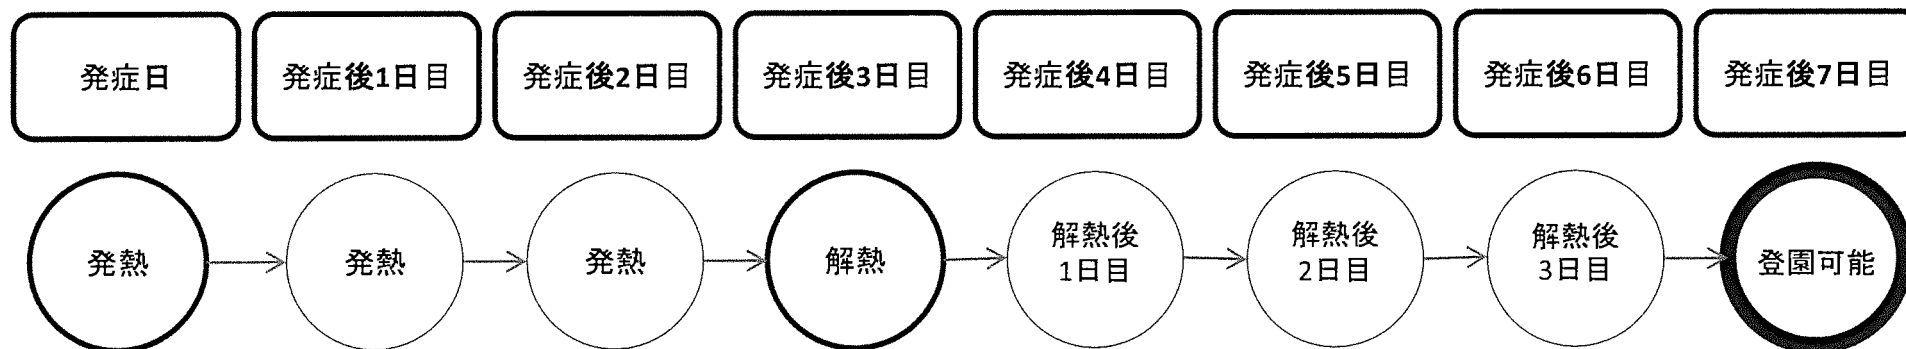 発症日
発症後1日目
発症後2日目
発症後3日目
発症後4日目
発症後5日目
発症後6日目
発症後7日目
発熱
発熱
発熱
解熱
解熱後
1日目
解熱後
2日目
解熱後
3日目
登園可能